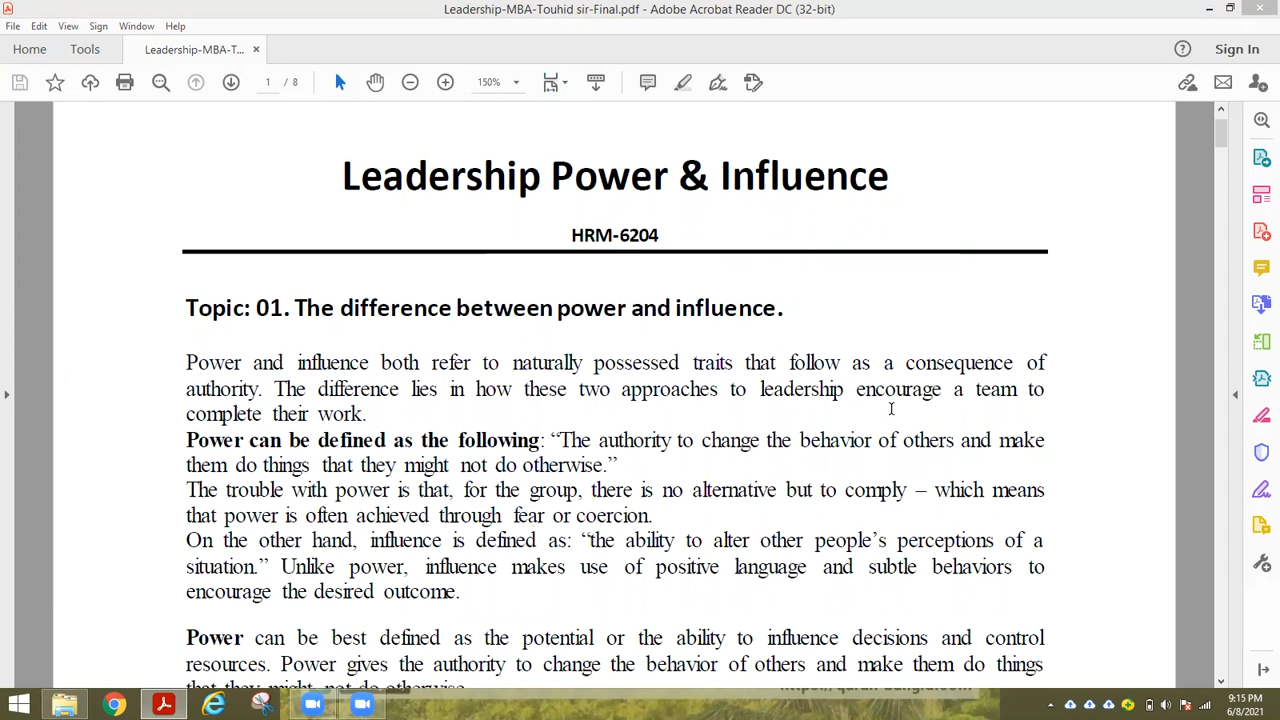 Leadership-MBA-Touhid sir-Final.pdf - Adobe Acrobat Reader DC (32-bit)
File Edit View Sign Window Help
Home Tools Leadership-MBA-T... × Sign In
1 / 8 150%
Leadership Power & Influence
HRM-6204
Topic: 01. The difference between power and influence.
Power and influence both refer to naturally possessed traits that follow as a consequence of
authority. The difference lies in how these two approaches to leadership encourage a team to
complete their work.
Power can be defined as the following: “The authority to change the behavior of others and make
them do things that they might not do otherwise.”
The trouble with power is that, for the group, there is no alternative but to comply – which means
that power is often achieved through fear or coercion.
On the other hand, influence is defined as: “the ability to alter other people’s perceptions of a
situation.” Unlike power, influence makes use of positive language and subtle behaviors to
encourage the desired outcome.
Power can be best defined as the potential or the ability to influence decisions and control
resources. Power gives the authority to change the behavior of others and make them do things
that they might not do otherwise.
9:15 PM
6/8/2021